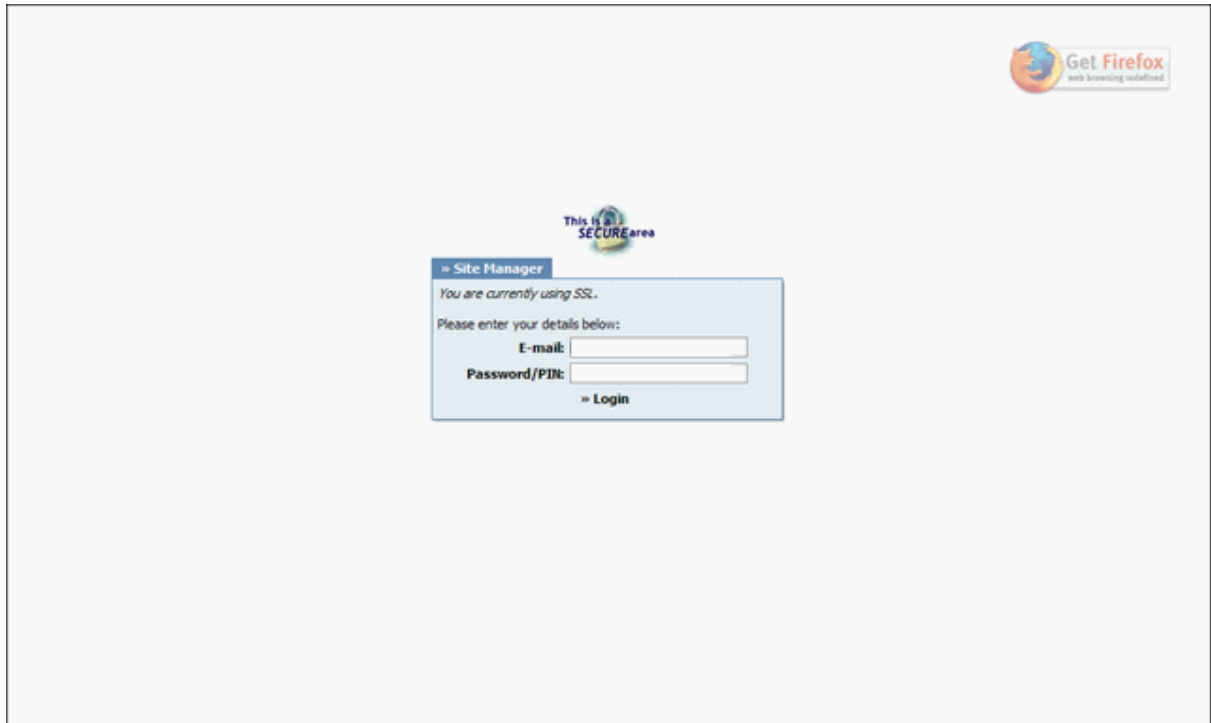 Get Firefox
web browsing redefined
This is a
SECURE area
» Site Manager
You are currently using SSL.
Please enter your details below:
E-mail:
Password/PIN:
» Login